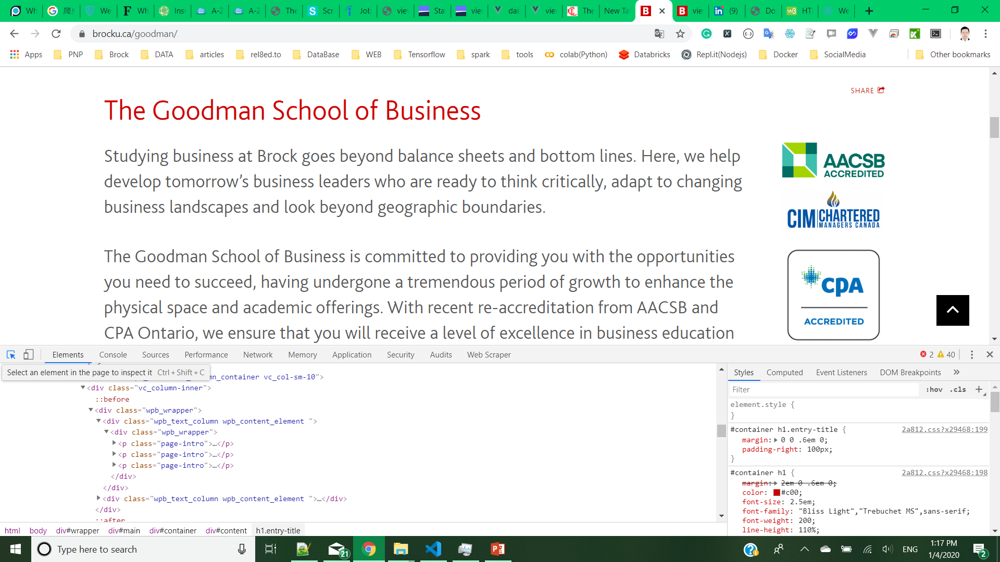 Wh
爬
We
Wh
Inst
A-Z
A-Z
The
Scr
Job
view
Sta
view
dai
view
The
New Ta
view
(9)
Do
HTI
We
brocku.ca/goodman/
Apps PNP Brock DATA articles rel8ed.to DataBase WEB Tensorflow spark tools colab(Python) Databricks Repl.it(Nodejs) Docker SocialMedia Other bookmarks
SHARE
The Goodman School of Business
Studying business at Brock goes beyond balance sheets and bottom lines. Here, we help
develop tomorrow’s business leaders who are ready to think critically, adapt to changing
business landscapes and look beyond geographic boundaries.
The Goodman School of Business is committed to providing you with the opportunities
you need to succeed, having undergone a tremendous period of growth to enhance the
physical space and academic offerings. With recent re-accreditation from AACSB and
CPA Ontario, we ensure that you will receive a level of excellence in business education
AACSB
ACCREDITED
CIM CHARTERED
MANAGERS CANADA
CPA
ACCREDITED
Elements Console Sources Performance Network Memory Application Security Audits Web Scraper 2 40
Select an element in the page to inspect it Ctrl + Shift + C
mn_container vc_col-sm-10">
<div class="vc_column-inner">
::before
<div class="wpb_wrapper">
<div class="wpb_text_column wpb_content_element ">
<div class="wpb_wrapper">
<p class="page-intro">…</p>
<p class="page-intro">…</p>
<p class="page-intro">…</p>
</div>
</div>
<div class="wpb_text_column wpb_content_element ">…</div>
</div>
::after
html body div#wrapper div#main div#container div#content h1.entry-title
Styles Computed Event Listeners DOM Breakpoints »
Filter :hov .cls +
element.style {
}
#container h1.entry-title { 2a812.css?x29468:199
margin: 0 0 .6em 0;
padding-right: 100px;
}
#container h1 { 2a812.css?x29468:198
margin: 2em 0 .6em 0;
color: #c00;
font-size: 2.5em;
font-family: "Bliss Light","Trebuchet MS",sans-serif;
font-weight: 200;
line-height: 110%;
Type here to search
21
ENG
1:17 PM
1/4/2020
2